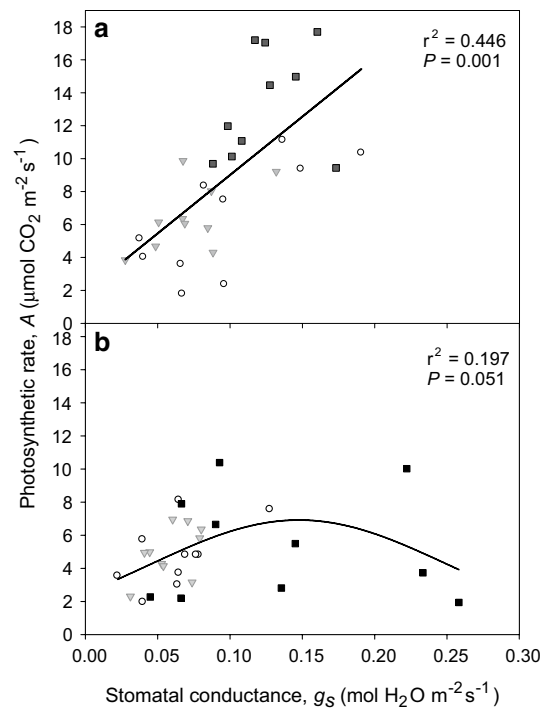 a
r² = 0.446
P = 0.001
18
16
14
12
10
8
6
4
2
0
Photosynthetic rate, A (μmol CO₂ m⁻² s⁻¹)
b
r² = 0.197
P = 0.051
18
16
14
12
10
8
6
4
2
0
0.00 0.05 0.10 0.15 0.20 0.25 0.30
Stomatal conductance, gs (mol H₂O m⁻²s⁻¹)